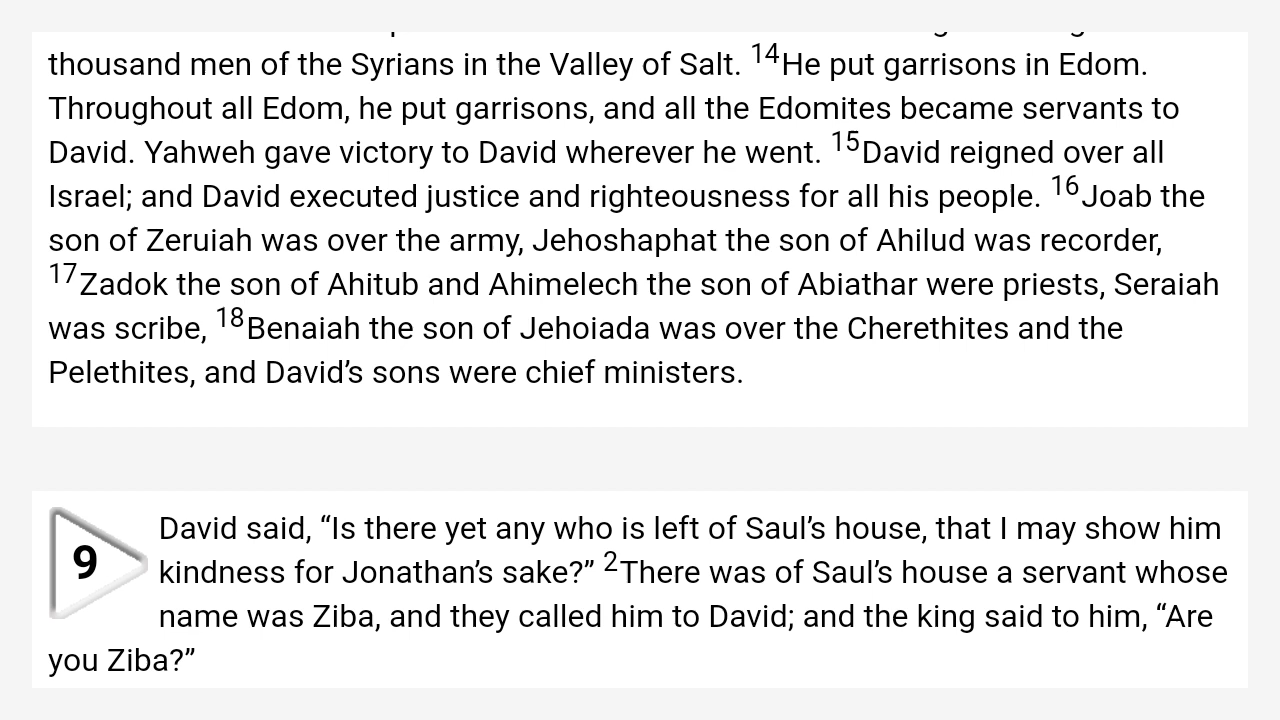 thousand men of the Syrians in the Valley of Salt. 14He put garrisons in Edom.
Throughout all Edom, he put garrisons, and all the Edomites became servants to
David. Yahweh gave victory to David wherever he went. 15David reigned over all
Israel; and David executed justice and righteousness for all his people. 16Joab the
son of Zeruiah was over the army, Jehoshaphat the son of Ahilud was recorder,
17Zadok the son of Ahitub and Ahimelech the son of Abiathar were priests, Seraiah
was scribe, 18Benaiah the son of Jehoiada was over the Cherethites and the
Pelethites, and David’s sons were chief ministers.
9
David said, “Is there yet any who is left of Saul’s house, that I may show him
kindness for Jonathan’s sake?” 2There was of Saul’s house a servant whose
name was Ziba, and they called him to David; and the king said to him, “Are
you Ziba?”